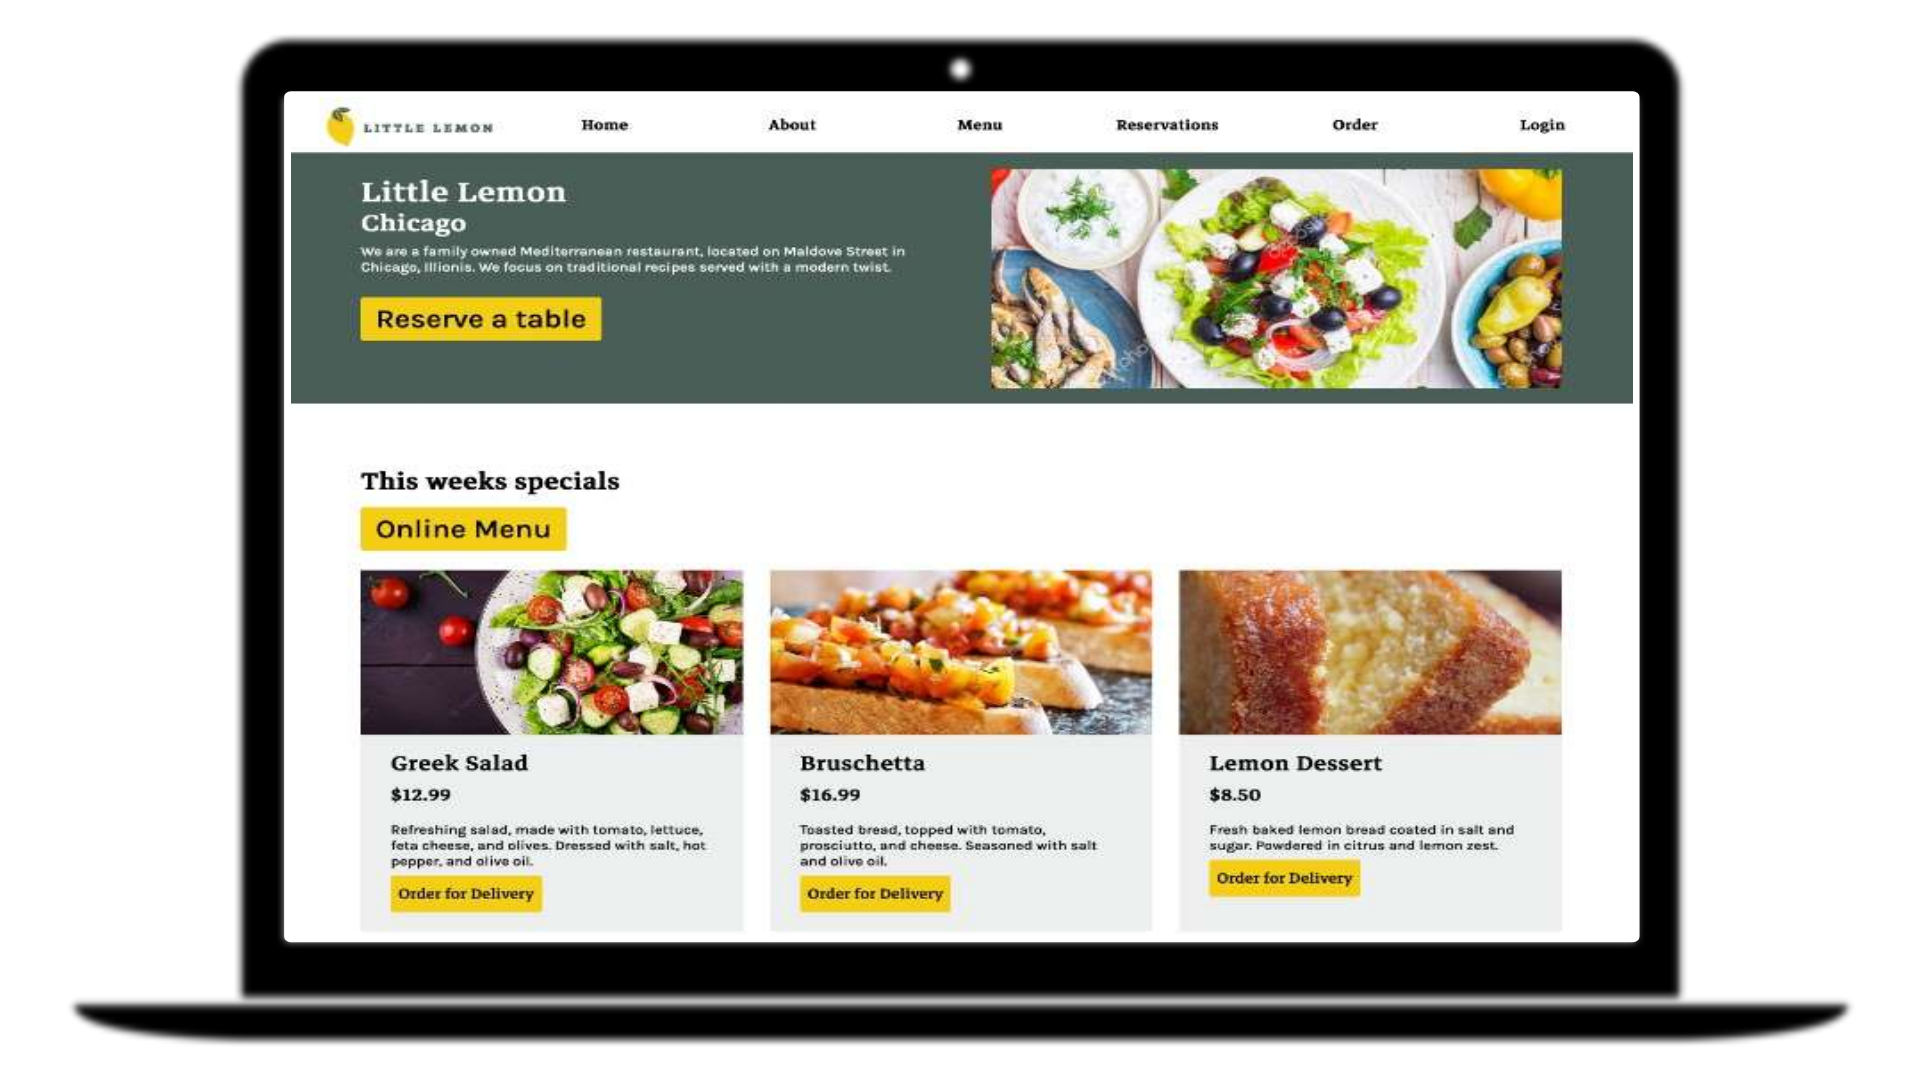 LITTLE LEMON
Home
About
Menu
Reservations
Order
Login
Little Lemon
Chicago
We are a family owned Mediterranean restaurant, located on Maldove Street in
Chicago, Illionis. We focus on traditional recipes served with a modern twist.
Reserve a table
This weeks specials
Online Menu
Greek Salad
$12.99
Refreshing salad, made with tomato, lettuce,
feta cheese, and olives. Dressed with salt, hot
pepper, and olive oil.
Order for Delivery
Bruschetta
$16.99
Toasted bread, topped with tomato,
prosciutto, and cheese. Seasoned with salt
and olive oil.
Order for Delivery
Lemon Dessert
$8.50
Fresh baked lemon bread coated in salt and
sugar. Powdered in citrus and lemon zest.
Order for Delivery